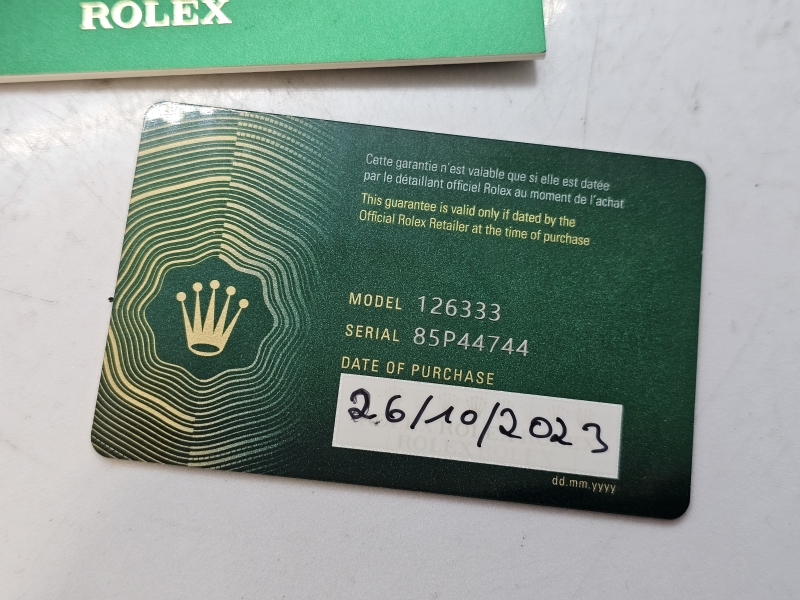 ROLEX
Cette garantie n'est valable que si elle est datée
par le détaillant officiel Rolex au moment de l'achat
This guarantee is valid only if dated by the
Official Rolex Retailer at the time of purchase
MODEL 126333
SERIAL 85P44744
DATE OF PURCHASE
26/10/2023
ROLEX
dd.mm.yyyy